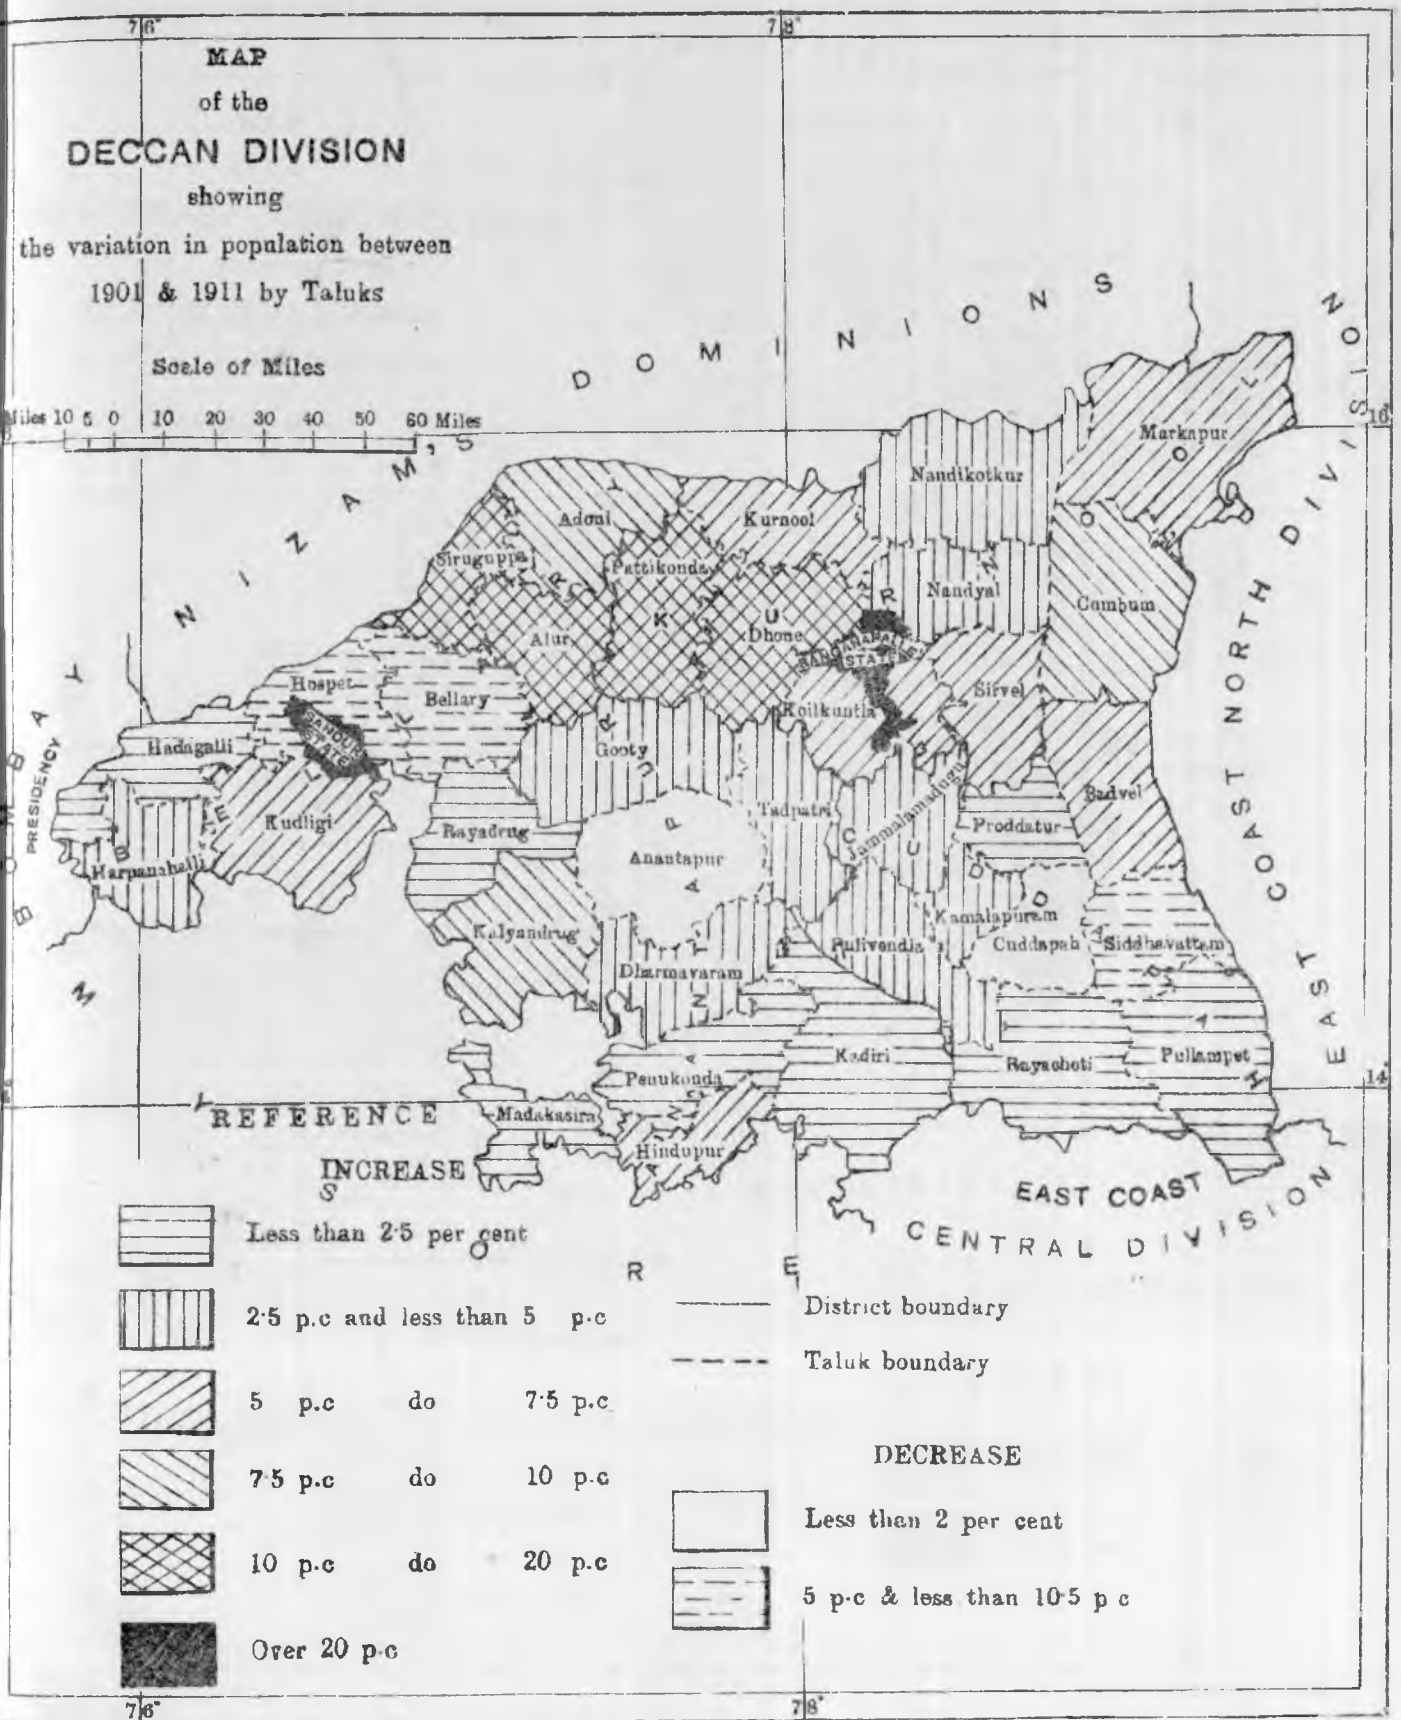 76°
78°
MAP
of the
DECCAN DIVISION
showing
the variation in population between
1901 & 1911 by Taluks
Scale of Miles
Miles 10 5 0 10 20 30 40 50 60 Miles
NIZAM'S DOMINIONS
EAST COAST NORTH DIVISION
16°
BOMBAY
PRESIDENCY
Markapur
Nandikotkur
Adoni
Kurnool
Siruguppa
Pattikonda
Nandyal
Cumbum
Alur
Dhone
BANGANAPALLE
STATE
Hospet
Bellary
Sirvel
Koilkuntla
SANDUR
STATE
Hadagalli
Gooty
Badvel
Kudligi
Rayadrug
Tadpatri
Jammalamadugu
Proddatur
Harpanahalli
Anantapur
Kalyandrug
Kamalapuram
Pulivendla
Cuddapah
Siddhavattam
Dharmavaram
Kadiri
Rayachoti
Pullampet
Penukonda
Madakasira
Hindupur
BELLARY
KURNOOL
ANANTAPUR
CUDDAPAH
MYSORE
14°
EAST COAST
CENTRAL DIVISION
REFERENCE
INCREASE
Less than 2·5 per cent
2·5 p.c and less than 5 p.c
5 p.c do 7·5 p.c
7·5 p.c do 10 p.c
10 p.c do 20 p.c
Over 20 p.c
District boundary
Taluk boundary
DECREASE
Less than 2 per cent
5 p.c & less than 10·5 p c
76°
78°